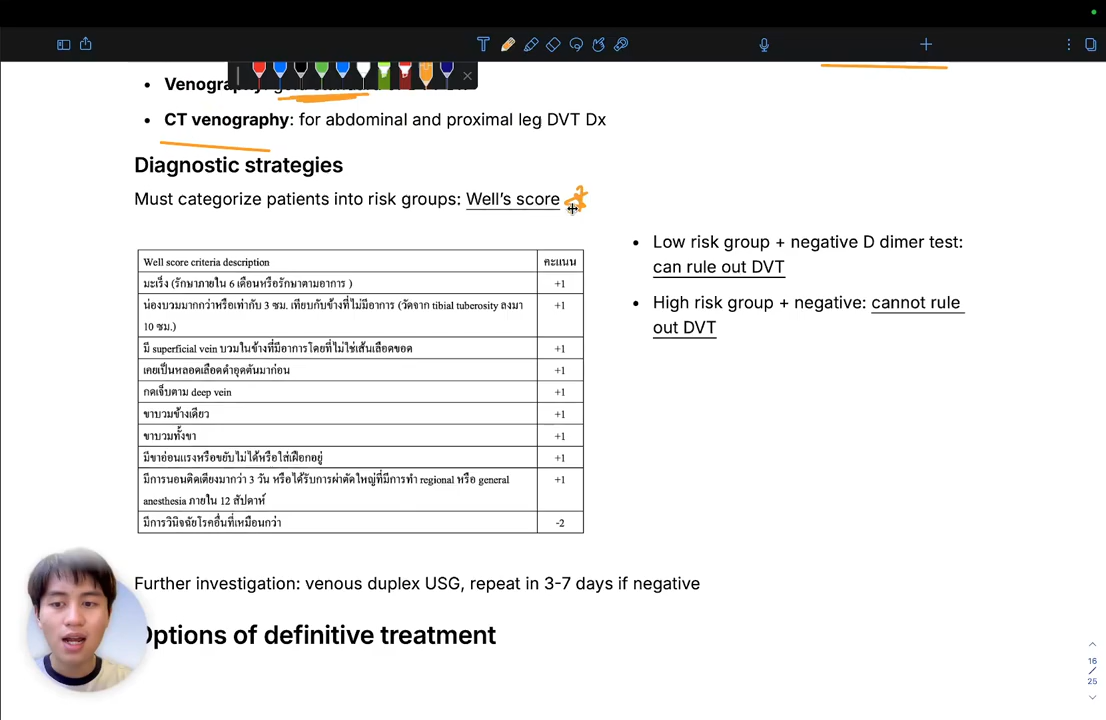 • Venography:
• CT venography: for abdominal and proximal leg DVT Dx
Diagnostic strategies
Must categorize patients into risk groups: Well's score
Well score criteria description คะแนน
มะเร็ง (รักษาภายใน 6 เดือนหรือรักษาตามอาการ ) +1
น่องบวมมากกว่าหรือเท่ากับ 3 ซม. เทียบกับข้างที่ไม่มีอาการ (วัดจาก tibial tuberosity ลงมา +1
10 ซม.)
มี superficial vein บวมในข้างที่มีอาการโดยที่ไม่ใช่เส้นเลือดขอด +1
เคยเป็นหลอดเลือดดำอุดตันมาก่อน +1
กดเจ็บตาม deep vein +1
ขาบวมข้างเดียว +1
ขาบวมทั้งขา +1
มีขาอ่อนแรงหรือขยับไม่ได้หรือใส่เฝือกอยู่ +1
มีการนอนติดเตียงมากว่า 3 วัน หรือได้รับการผ่าตัดใหญ่ที่มีการทำ regional หรือ general +1
anesthesia ภายใน 12 สัปดาห์
มีการวินิจฉัยโรคอื่นที่เหมือนกว่า -2
• Low risk group + negative D dimer test:
can rule out DVT
• High risk group + negative: cannot rule
out DVT
Further investigation: venous duplex USG, repeat in 3-7 days if negative
Options of definitive treatment
16
/
25